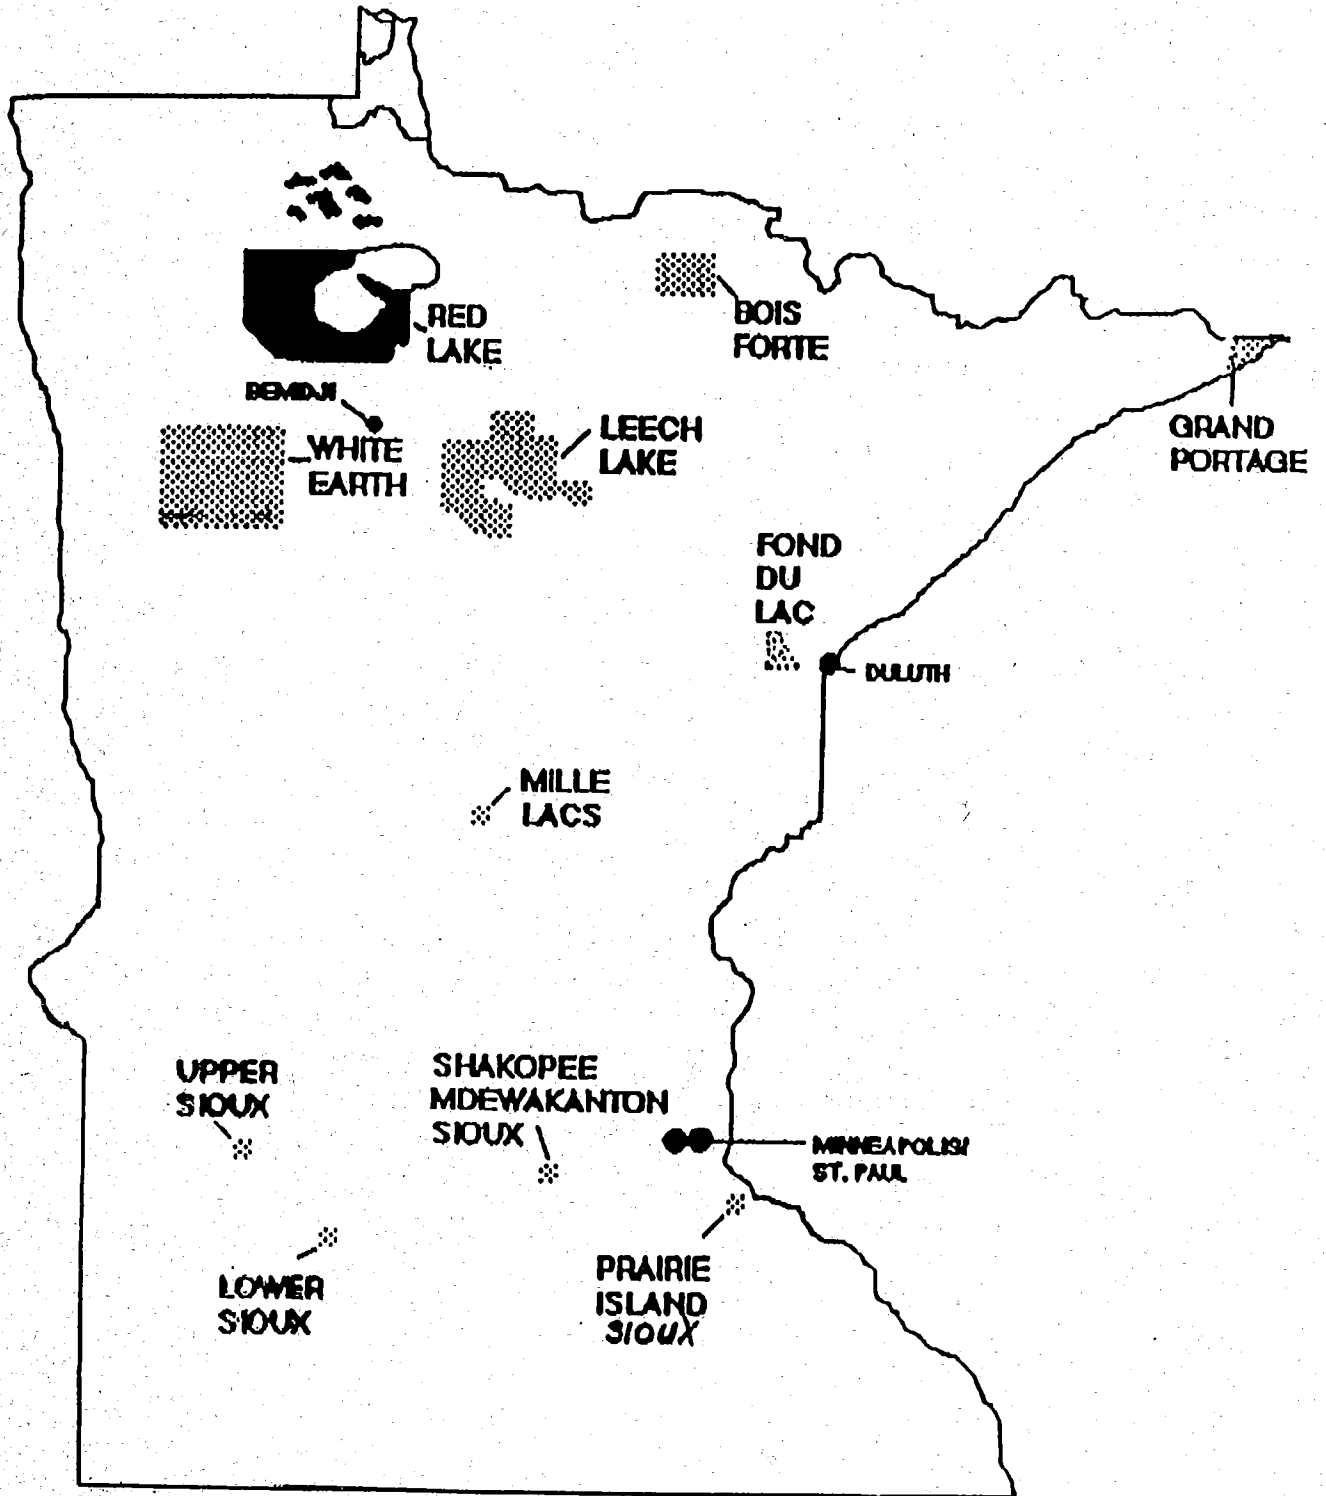 RED
LAKE
BOIS
FORTE
BEMIDJI
WHITE
EARTH
LEECH
LAKE
GRAND
PORTAGE
FOND
DU
LAC
DULUTH
MILLE
LACS
UPPER
SIOUX
SHAKOPEE
MDEWAKANTON
SIOUX
MINNEAPOLIS/
ST. PAUL
LOWER
SIOUX
PRAIRIE
ISLAND
SIOUX